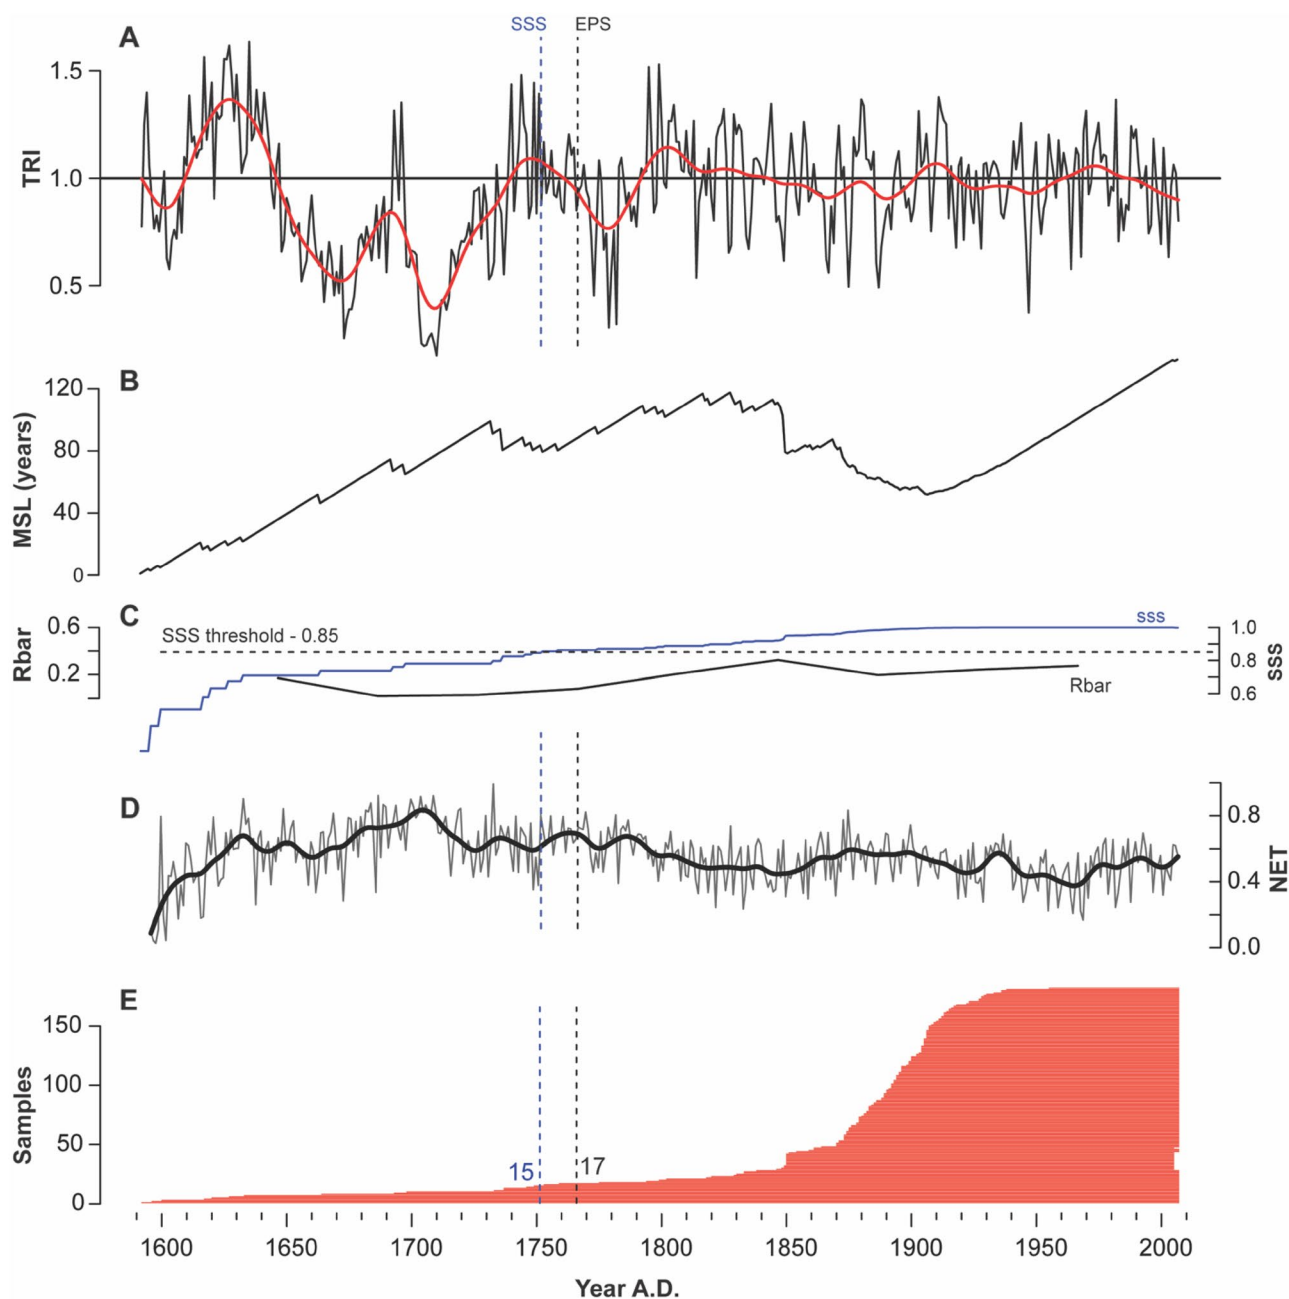 SSS EPS
A
1.5
1.0
0.5
TRI
B
120
80
40
0
MSL (years)
C
0.6
0.2
Rbar
SSS threshold - 0.85
sss
Rbar
1.0
0.8
0.6
SSS
D
0.8
0.4
0.0
NET
E
150
100
50
0
Samples
15 17
1600 1650 1700 1750 1800 1850 1900 1950 2000
Year A.D.